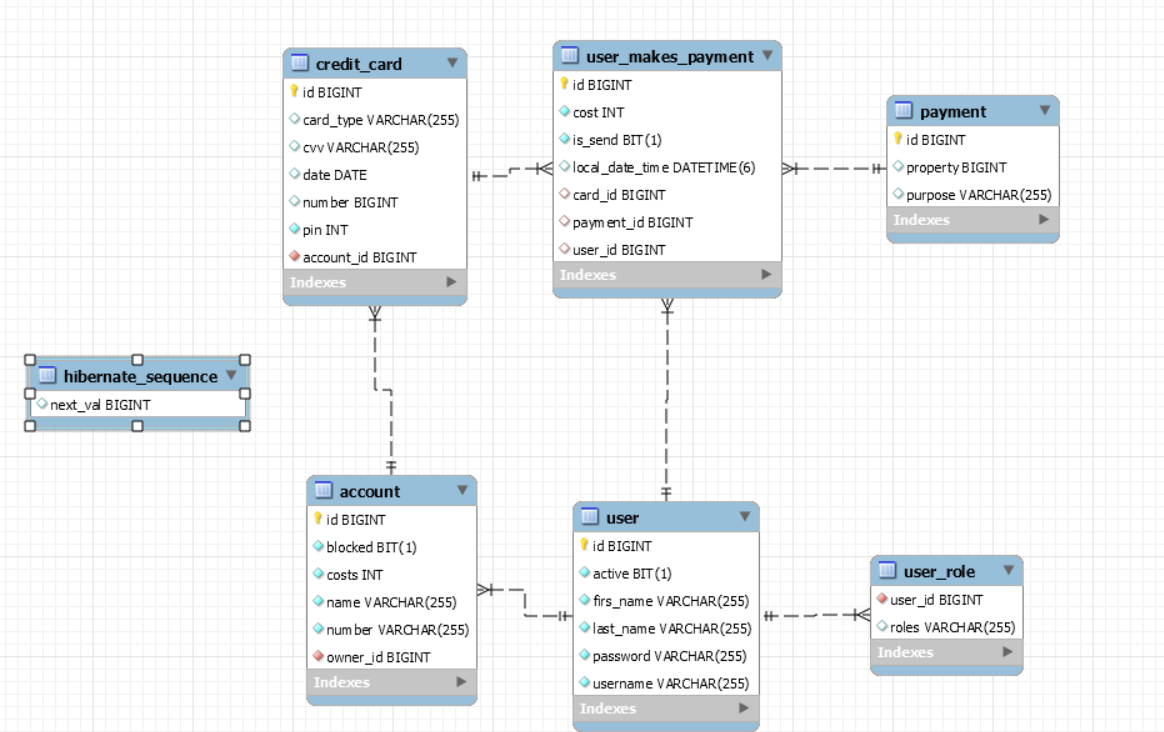 credit_card
id BIGINT
card_type VARCHAR(255)
cvv VARCHAR(255)
date DATE
number BIGINT
pin INT
account_id BIGINT
Indexes
user_makes_payment
id BIGINT
cost INT
is_send BIT(1)
local_date_time DATETIME(6)
card_id BIGINT
payment_id BIGINT
user_id BIGINT
Indexes
payment
id BIGINT
property BIGINT
purpose VARCHAR(255)
Indexes
hibernate_sequence
next_val BIGINT
account
id BIGINT
blocked BIT(1)
costs INT
name VARCHAR(255)
number VARCHAR(255)
owner_id BIGINT
Indexes
user
id BIGINT
active BIT(1)
firs_name VARCHAR(255)
last_name VARCHAR(255)
password VARCHAR(255)
username VARCHAR(255)
Indexes
user_role
user_id BIGINT
roles VARCHAR(255)
Indexes